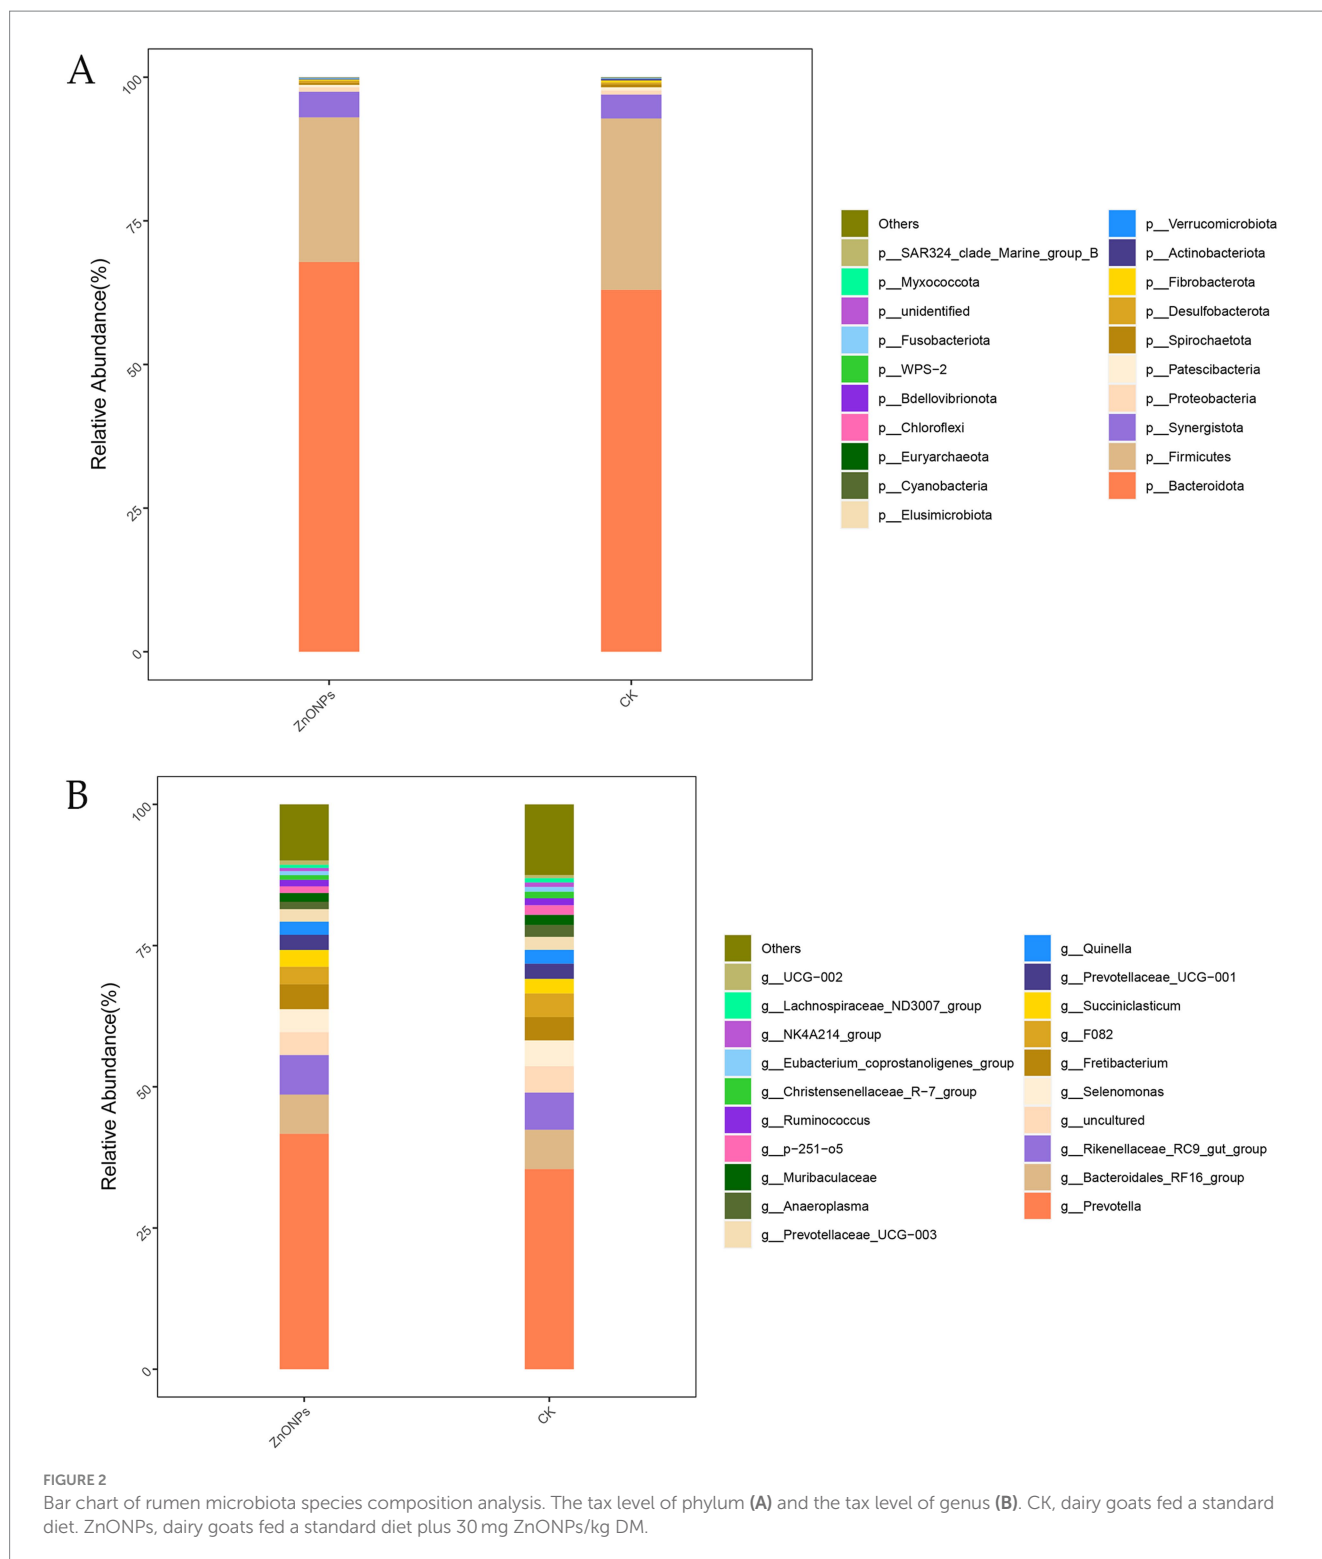 A
100
75
50
25
0
Relative Abundance(%)
ZnONPs
CK
Others
p__SAR324_clade_Marine_group_B
p__Myxococcota
p__unidentified
p__Fusobacteriota
p__WPS−2
p__Bdellovibrionota
p__Chloroflexi
p__Euryarchaeota
p__Cyanobacteria
p__Elusimicrobiota
p__Verrucomicrobiota
p__Actinobacteriota
p__Fibrobacterota
p__Desulfobacterota
p__Spirochaetota
p__Patescibacteria
p__Proteobacteria
p__Synergistota
p__Firmicutes
p__Bacteroidota
B
100
75
50
25
0
Relative Abundance(%)
ZnONPs
CK
Others
g__UCG−002
g__Lachnospiraceae_ND3007_group
g__NK4A214_group
g__Eubacterium_coprostanoligenes_group
g__Christensenellaceae_R−7_group
g__Ruminococcus
g__p−251−o5
g__Muribaculaceae
g__Anaeroplasma
g__Prevotellaceae_UCG−003
g__Quinella
g__Prevotellaceae_UCG−001
g__Succiniclasticum
g__F082
g__Fretibacterium
g__Selenomonas
g__uncultured
g__Rikenellaceae_RC9_gut_group
g__Bacteroidales_RF16_group
g__Prevotella
FIGURE 2
Bar chart of rumen microbiota species composition analysis. The tax level of phylum (A) and the tax level of genus (B). CK, dairy goats fed a standard
diet. ZnONPs, dairy goats fed a standard diet plus 30 mg ZnONPs/kg DM.